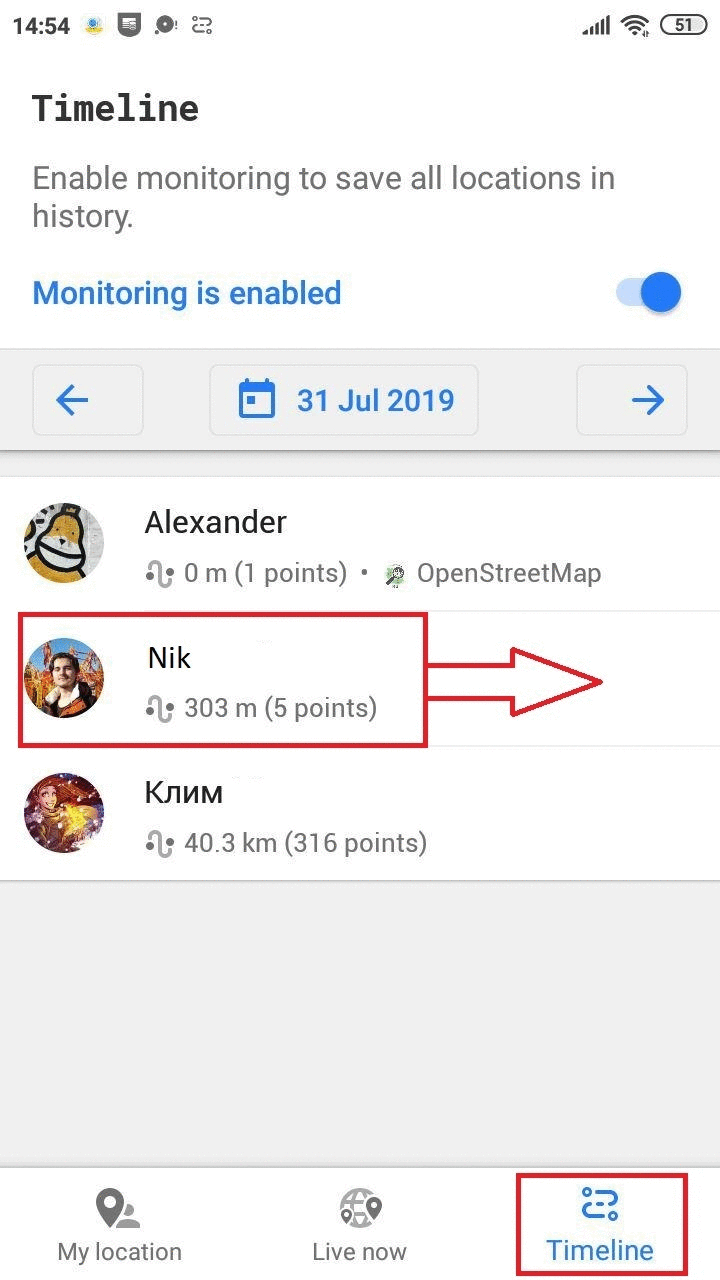 14:54
51
Timeline
Enable monitoring to save all locations in
history.
Monitoring is enabled
31 Jul 2019
Alexander
0 m (1 points) • OpenStreetMap
Nik
303 m (5 points)
Клим
40.3 km (316 points)
My location
Live now
Timeline